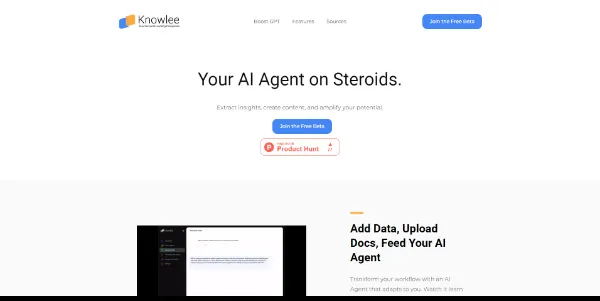 Knowlee
Boost GPT
Features
Sources
Join the Free Beta
Your AI Agent on Steroids.
Extract insights, create content, and amplify your potential.
Join the Free Beta
Product Hunt
Add Data, Upload
Docs, Feed Your AI
Agent
Transform your workflow with an AI
Agent that adapts to you. Watch it learn